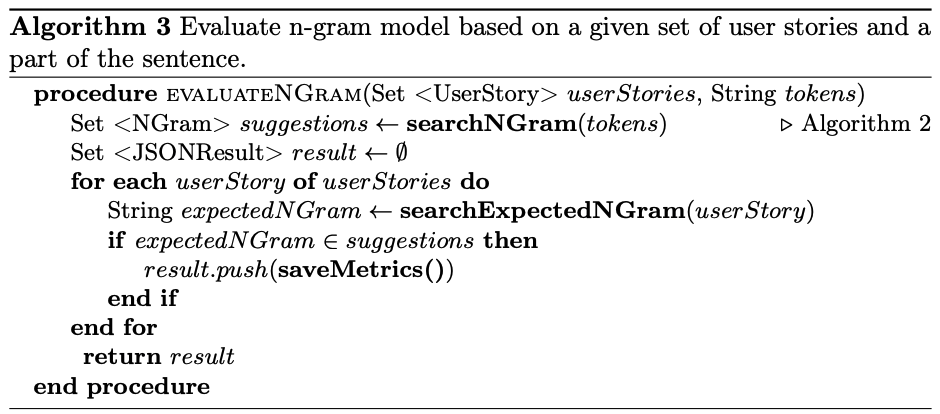 Algorithm 3 Evaluate n-gram model based on a given set of user stories and a
part of the sentence.
procedure EVALUATENGRAM(Set <UserStory> userStories, String tokens)
Set <NGram> suggestions ← searchNGram(tokens) ▷ Algorithm 2
Set <JSONResult> result ← ∅
for each userStory of userStories do
String expectedNGram ← searchExpectedNGram(userStory)
if expectedNGram ∈ suggestions then
result.push(saveMetrics())
end if
end for
return result
end procedure